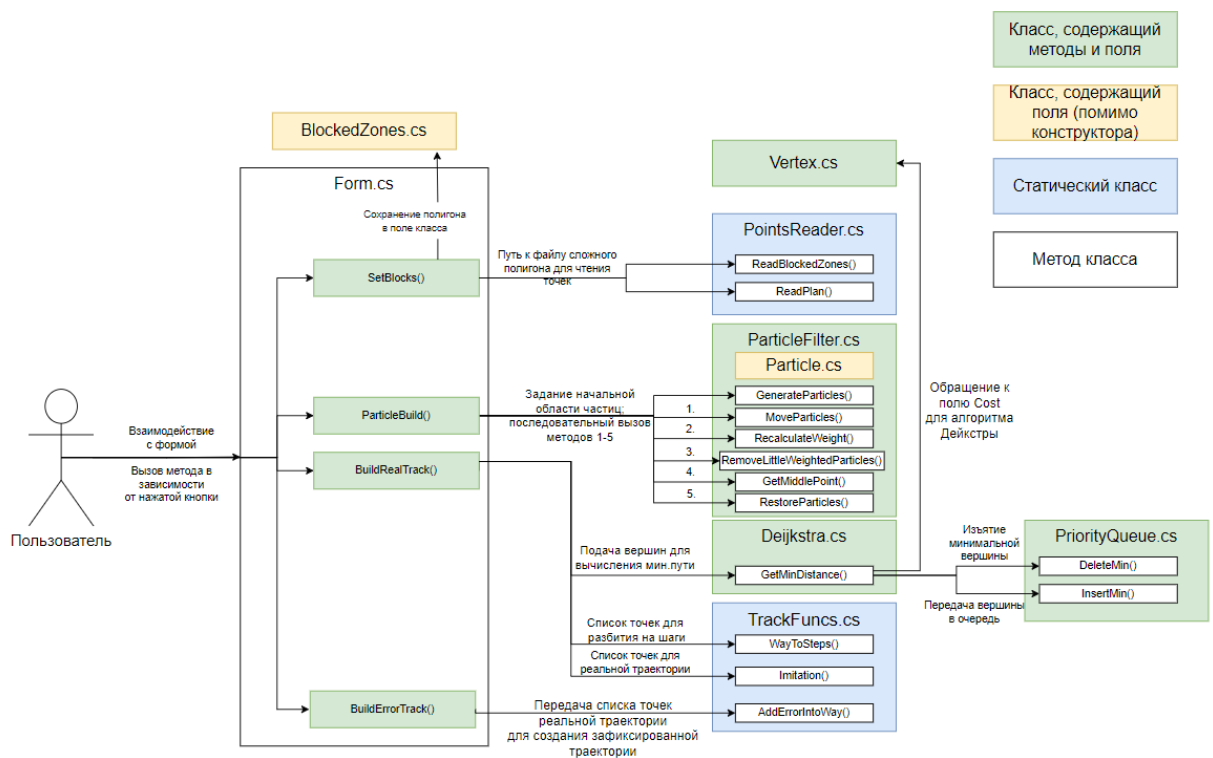 Класс, содержащий
методы и поля
Класс, содержащий
поля (помимо
конструктора)
Статический класс
Метод класса
BlockedZones.cs
Form.cs
Сохранение полигона
в поле класса
SetBlocks()
ParticleBuild()
BuildRealTrack()
BuildErrorTrack()
Пользователь
Взаимодействие
с формой
Вызов метода в
зависимости
от нажатой кнопки
Путь к файлу сложного
полигона для чтения
точек
Задание начальной
области частиц;
последовательный вызов
методов 1-5
Подача вершин для
вычисления мин.пути
Список точек для
разбития на шаги
Список точек для
реальной траектории
Передача списка точек
реальной траектории
для создания зафиксированной
траектории
Vertex.cs
PointsReader.cs
ReadBlockedZones()
ReadPlan()
ParticleFilter.cs
Particle.cs
GenerateParticles()
1.
MoveParticles()
2.
RecalculateWeight()
3.
RemoveLittleWeightedParticles()
4.
GetMiddlePoint()
5.
RestoreParticles()
Deijkstra.cs
GetMinDistance()
TrackFuncs.cs
WayToSteps()
Imitation()
AddErrorIntoWay()
Обращение к
полю Cost
для алгоритма
Дейкстры
Изъятие
минимальной
вершины
Передача вершины
в очередь
PriorityQueue.cs
DeleteMin()
InsertMin()